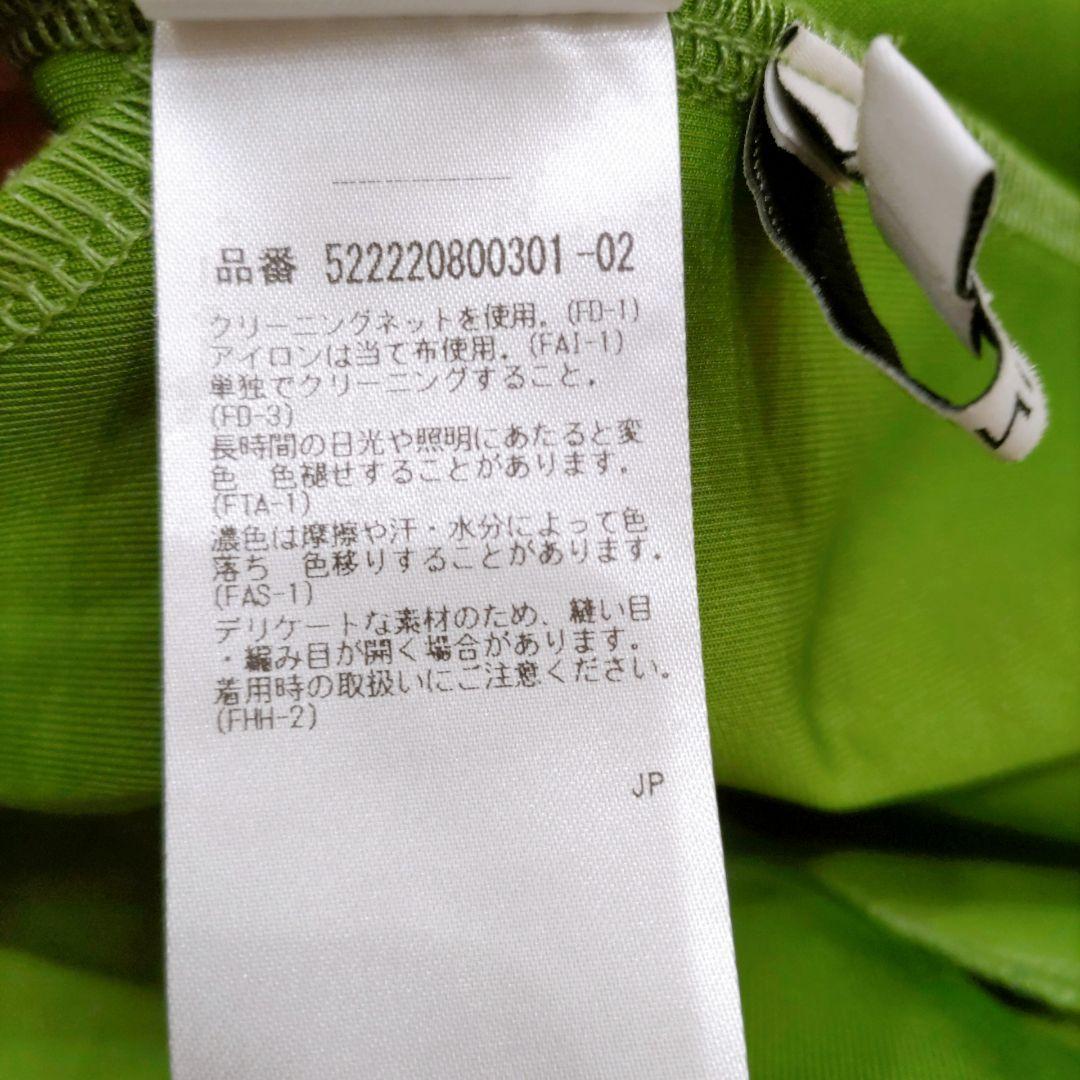 品番 522220800301-02
クリーニングネットを使用。(FD-1)
アイロンは当て布使用。(FAI-1)
単独でクリーニングすること。
(FD-3)
長時間の日光や照明にあたると変
色 色褪せすることがあります。
(FTA-1)
濃色は摩擦や汗・水分によって色
落ち 色移りすることがあります。
(FAS-1)
デリケートな素材のため、縫い目
・編み目が開く場合があります。
着用時の取扱いにご注意ください。
(FHH-2)
JP